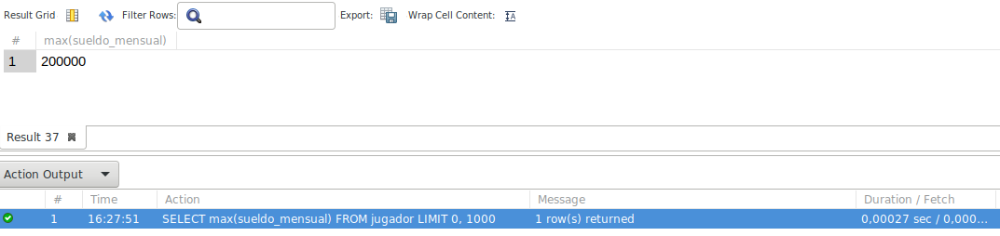 Result Grid Filter Rows: Export: Wrap Cell Content:
# max(sueldo_mensual)
1 200000
Result 37
Action Output
# Time Action Message Duration / Fetch
1 16:27:51 SELECT max(sueldo_mensual) FROM jugador LIMIT 0, 1000 1 row(s) returned 0,00027 sec / 0,000...